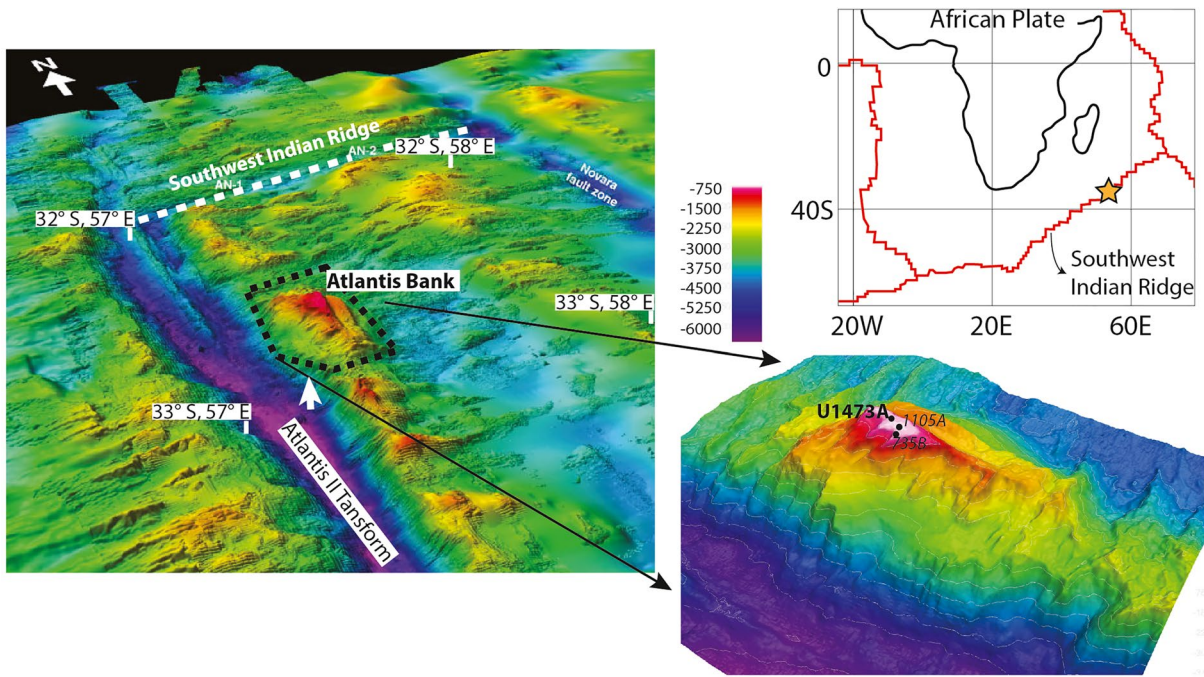 N
Southwest Indian Ridge
AN-1
AN-2
32° S, 58° E
Novara
fault zone
32° S, 57° E
Atlantis Bank
33° S, 58° E
33° S, 57° E
Atlantis II Tansform
-750
-1500
-2250
-3000
-3750
-4500
-5250
-6000
African Plate
0
40S
Southwest
Indian Ridge
20W
20E
60E
U1473A
1105A
735B